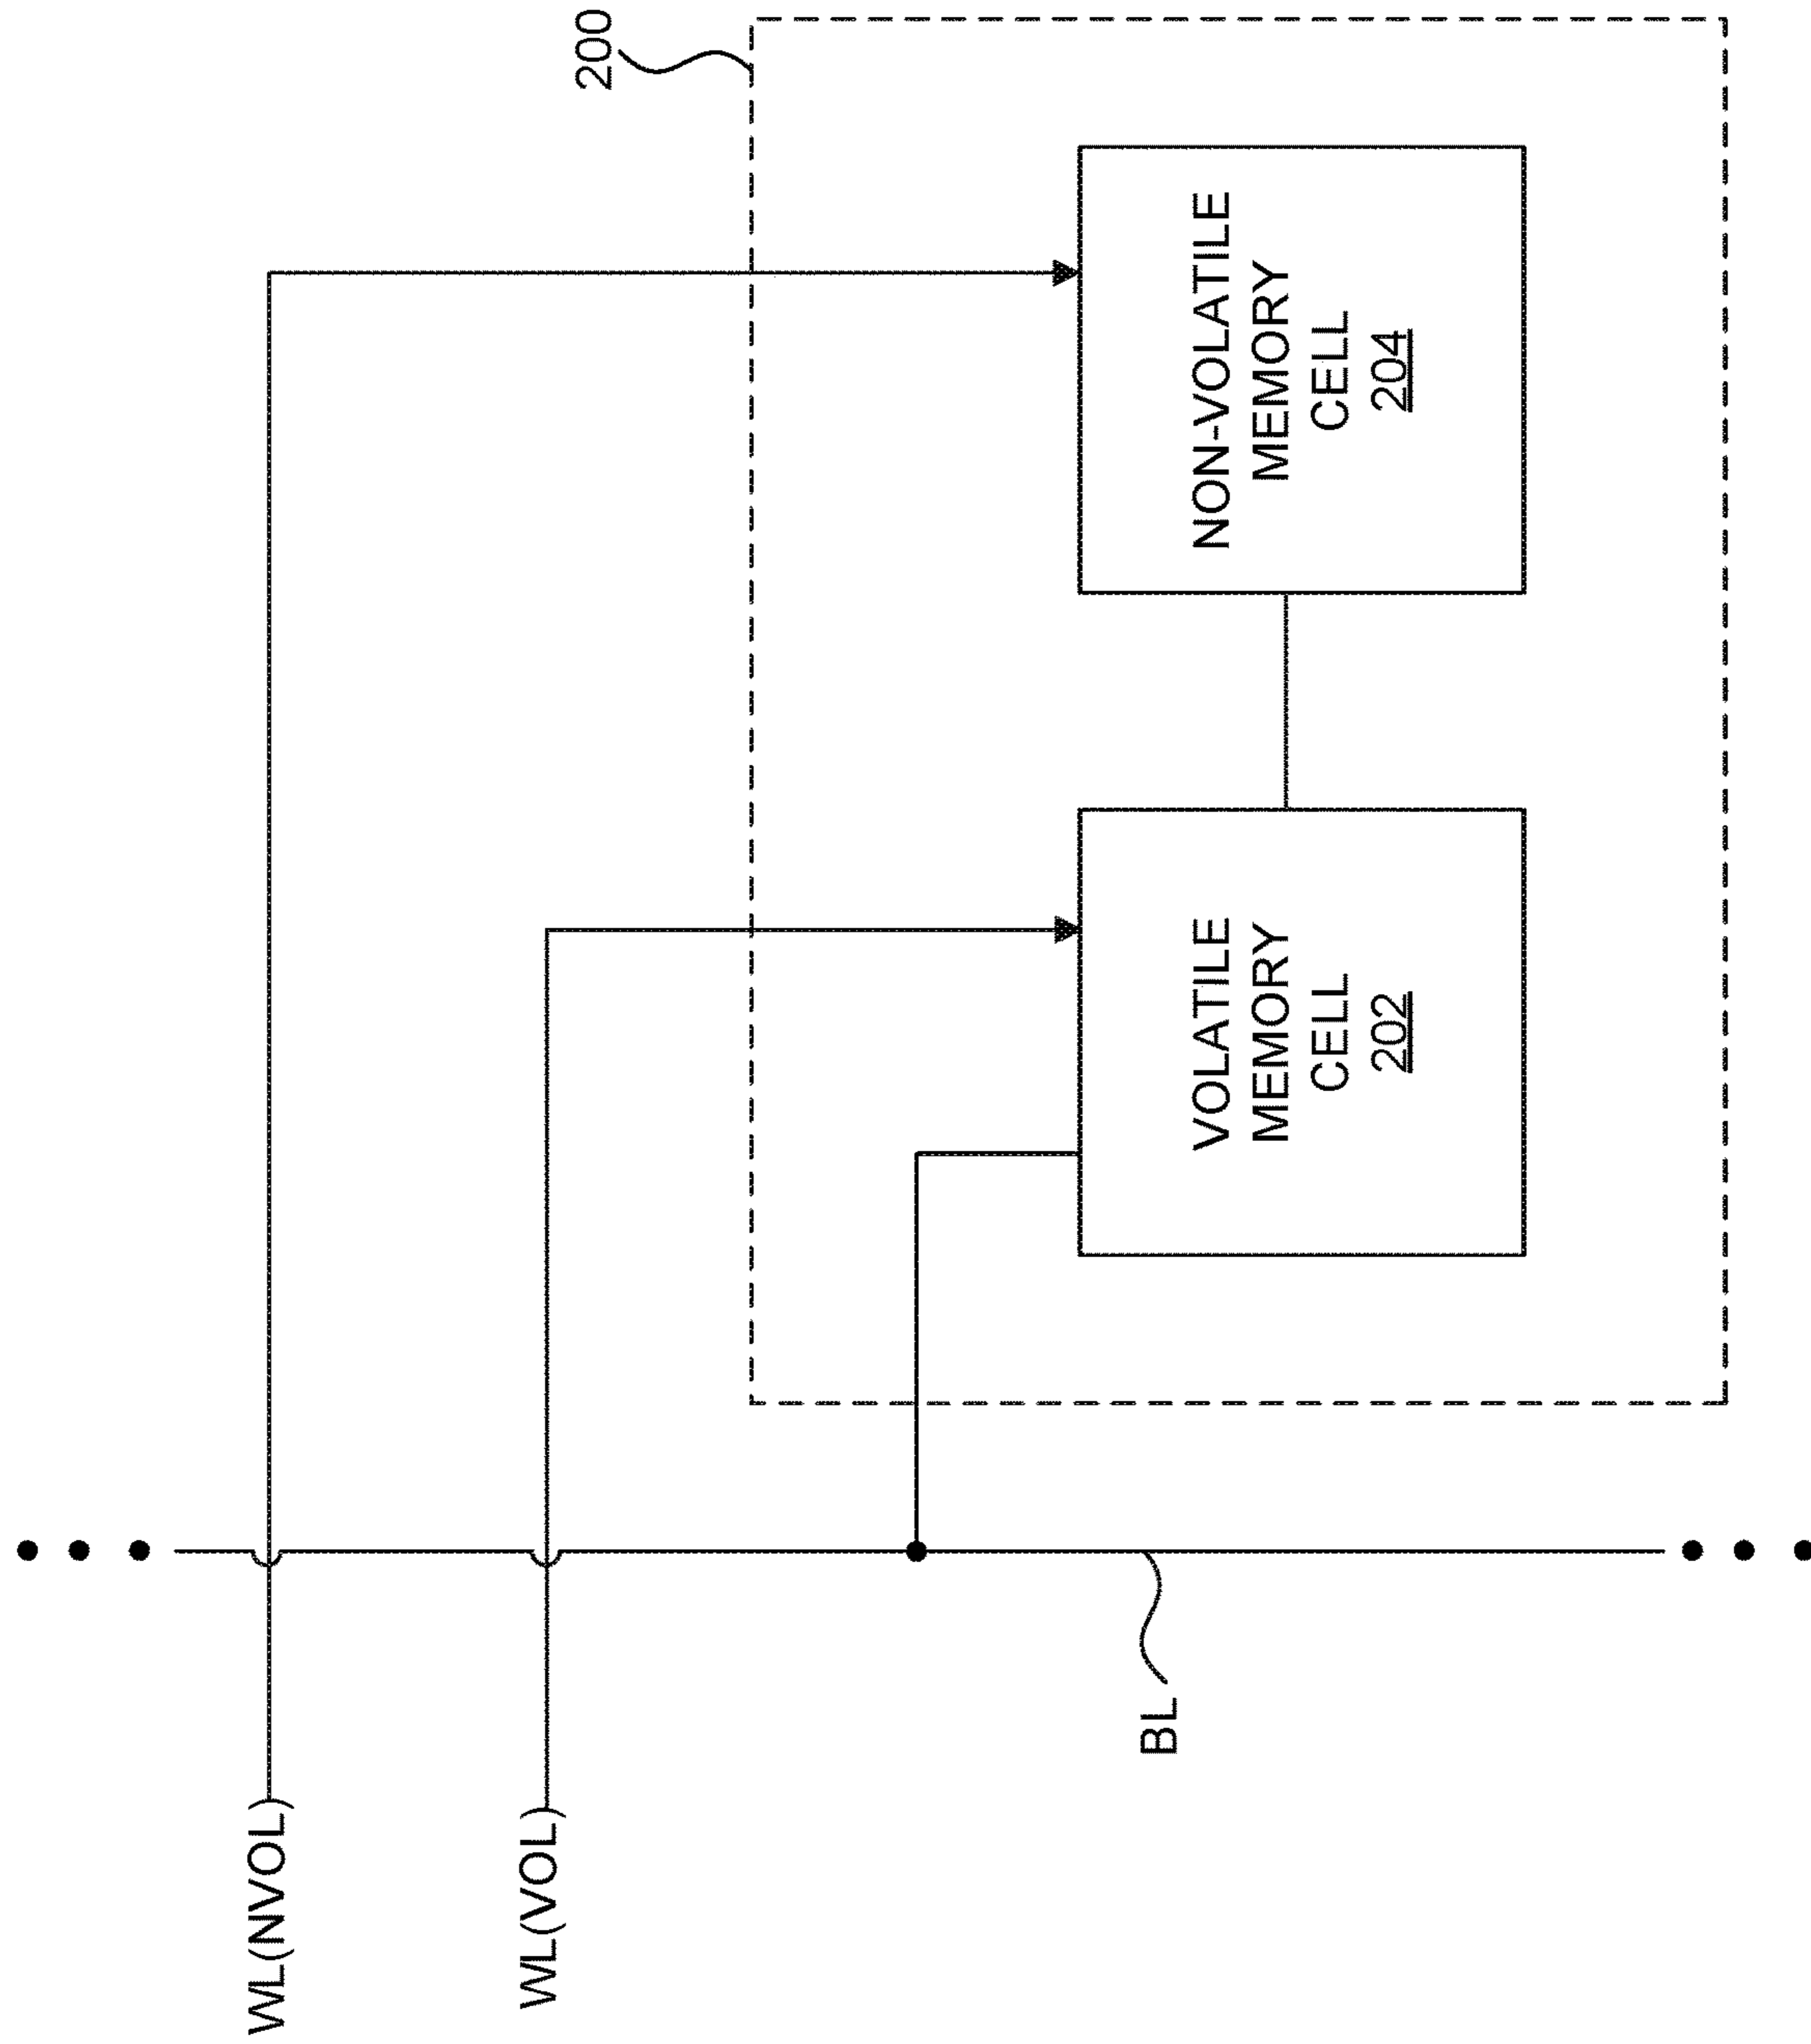 WL(NVOL)
WL(VOL)
200
BL
VOLATILE
MEMORY
CELL
202
NON-VOLATILE
MEMORY
CELL
204